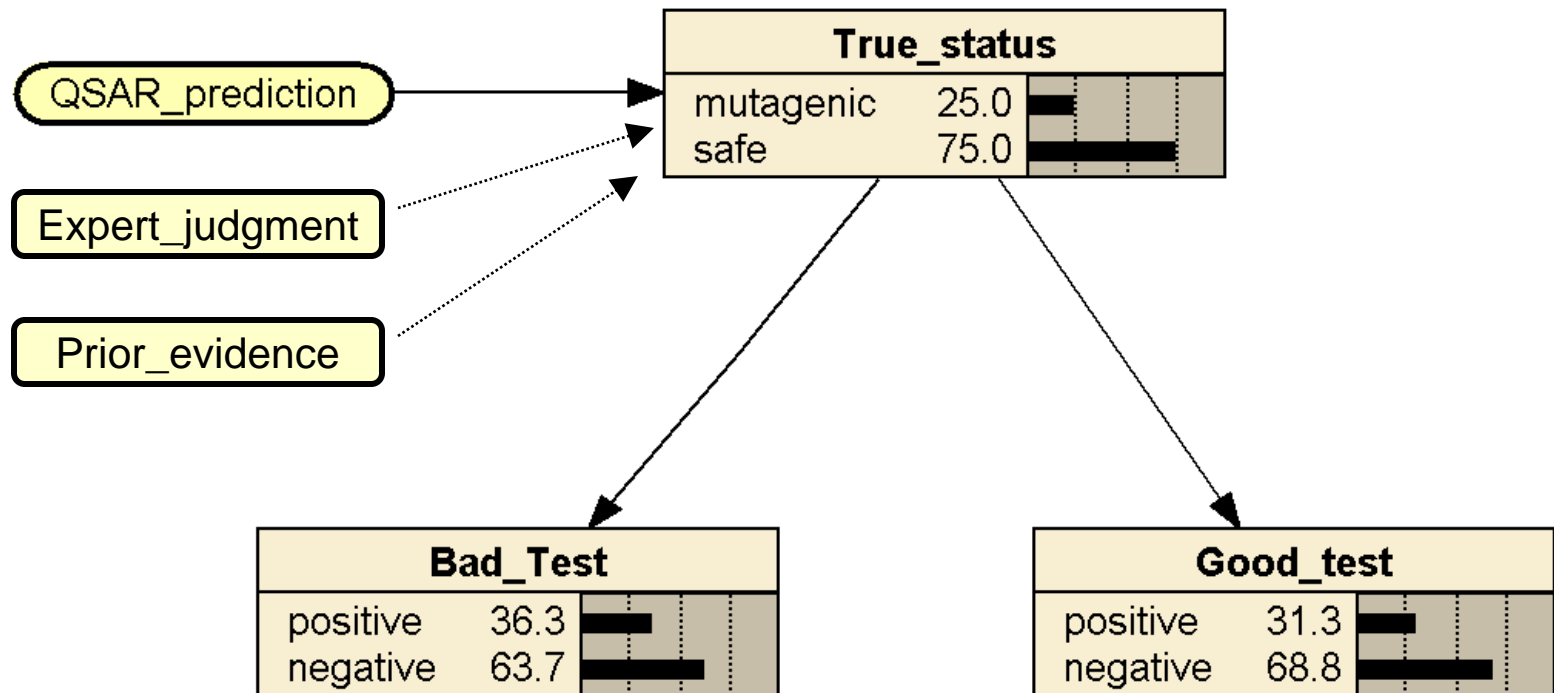 True_status
QSAR_prediction
mutagenic 25.0
safe 75.0
Expert_judgment
Prior_evidence
Bad_Test
positive 36.3
negative 63.7
Good_test
positive 31.3
negative 68.8